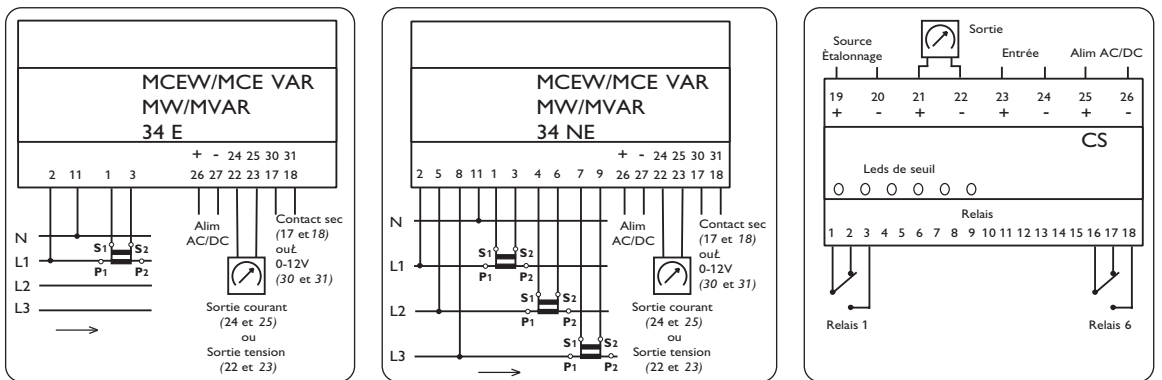 MCEW/MCE VAR
MW/MVAR
34 E
+ - 24 25 30 31
2 11 1 3 26 27 22 23 17 18
N
L1
L2
L3
S1 S2
P1 P2
Alim
AC/DC
Contact sec
(17 et 18)
ouŁ
0-12V
(30 et 31)
Sortie courant
(24 et 25)
ou
Sortie tension
(22 et 23)
MCEW/MCE VAR
MW/MVAR
34 NE
+ - 24 25 30 31
2 5 8 11 1 3 4 6 7 9 26 27 22 23 17 18
N
L1
L2
L3
S1 S2
P1 P2
S1 S2
P1 P2
S1 S2
P1 P2
Alim
AC/DC
Contact sec
(17 et 18)
ouŁ
0-12V
(30 et 31)
Sortie courant
(24 et 25)
ou
Sortie tension
(22 et 23)
Sortie
Source
Ètalonnage
Entrée
Alim AC/DC
19 20 21 22 23 24 25 26
+ - + - + - + -
CS
Leds de seuil
Relais
1 2 3 4 5 6 7 8 9 10 11 12 13 14 15 16 17 18
Relais 1
Relais 6